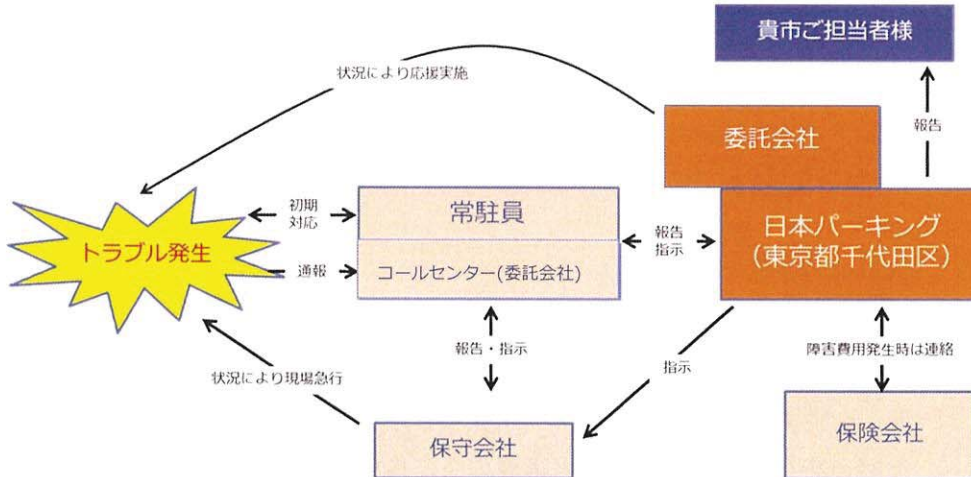 貴市ご担当者様
状況により応援実施
委託会社
報告
初期
対応
常駐員
報告
指示
日本パーキング
(東京都千代田区)
トラブル発生
通報
コールセンター(委託会社)
報告・指示
指示
障害費用発生時は連絡
状況により現場急行
保守会社
保険会社